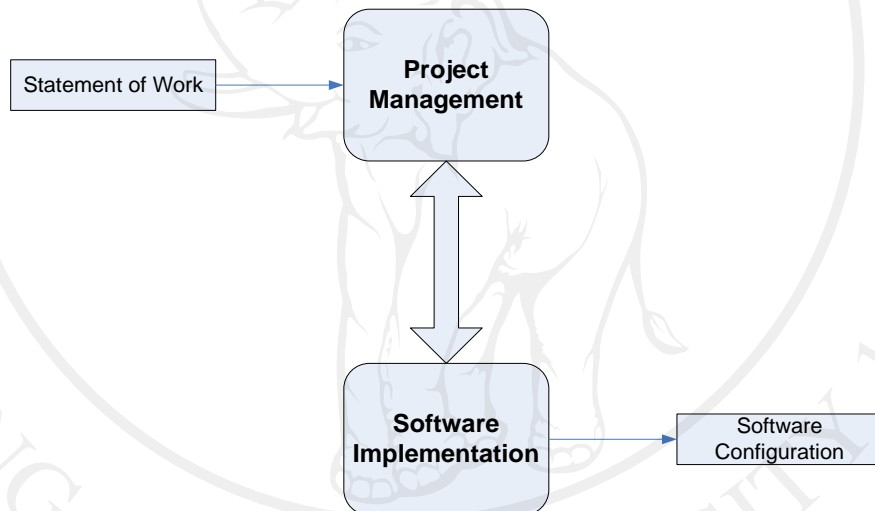 Project
Management
Statement of Work
Software
Implementation
Software
Configuration